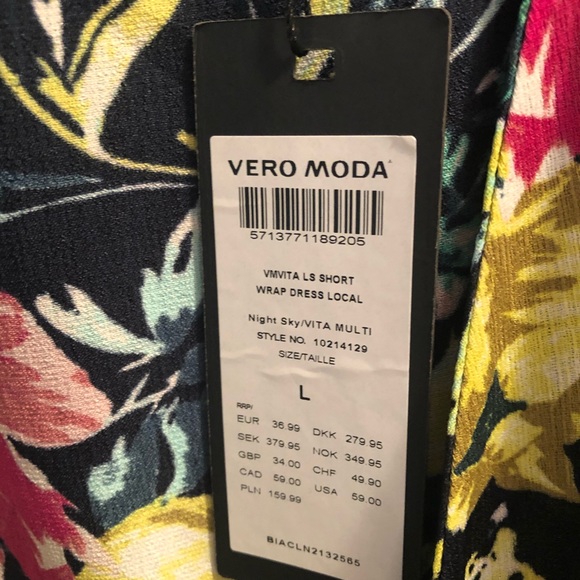 VERO MODA
5713771189205
VMVITA LS SHORT
WRAP DRESS LOCAL
Night Sky/VITA MULTI
STYLE NO. 10214129
SIZE/TAILLE
L
RRP/
EUR 36.99 DKK 279.95
SEK 379.95 NOK 349.95
GBP 34.00 CHF 49.90
CAD 59.00 USA 59.00
PLN 159.99
BIACLN2132565